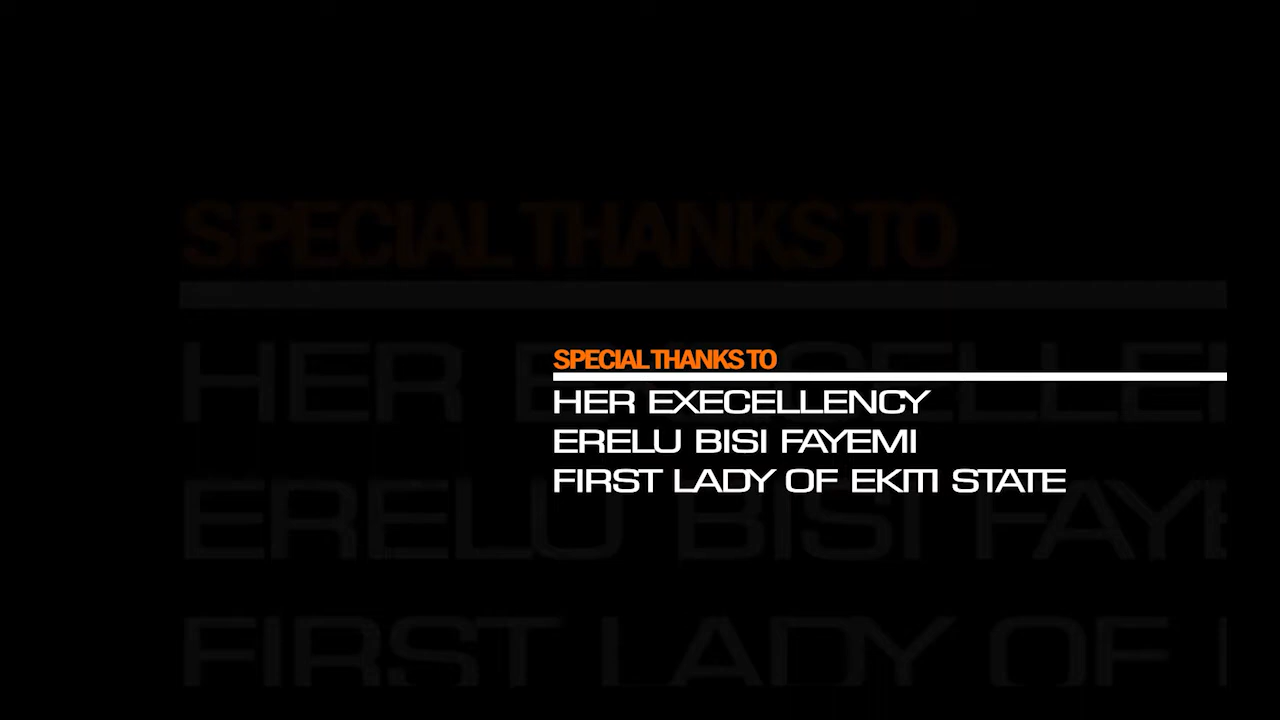 SPECIAL THANKS TO
HER EXECELLENCY
ERELU BISI FAYEMI
FIRST LADY OF EKITI STATE